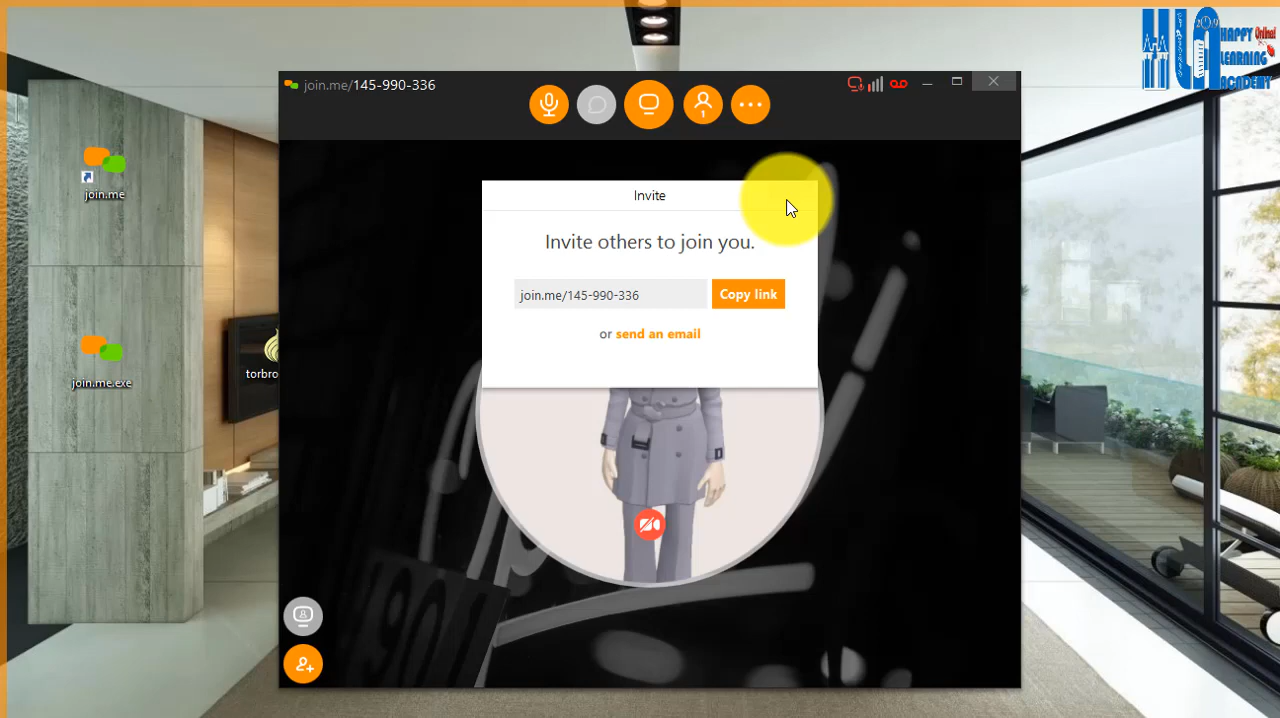 HAPPY Online!
LEARNING
ACADEMY
join.me/145-990-336
1
join.me
Invite
Invite others to join you.
join.me/145-990-336
Copy link
or send an email
join.me.exe
torbro